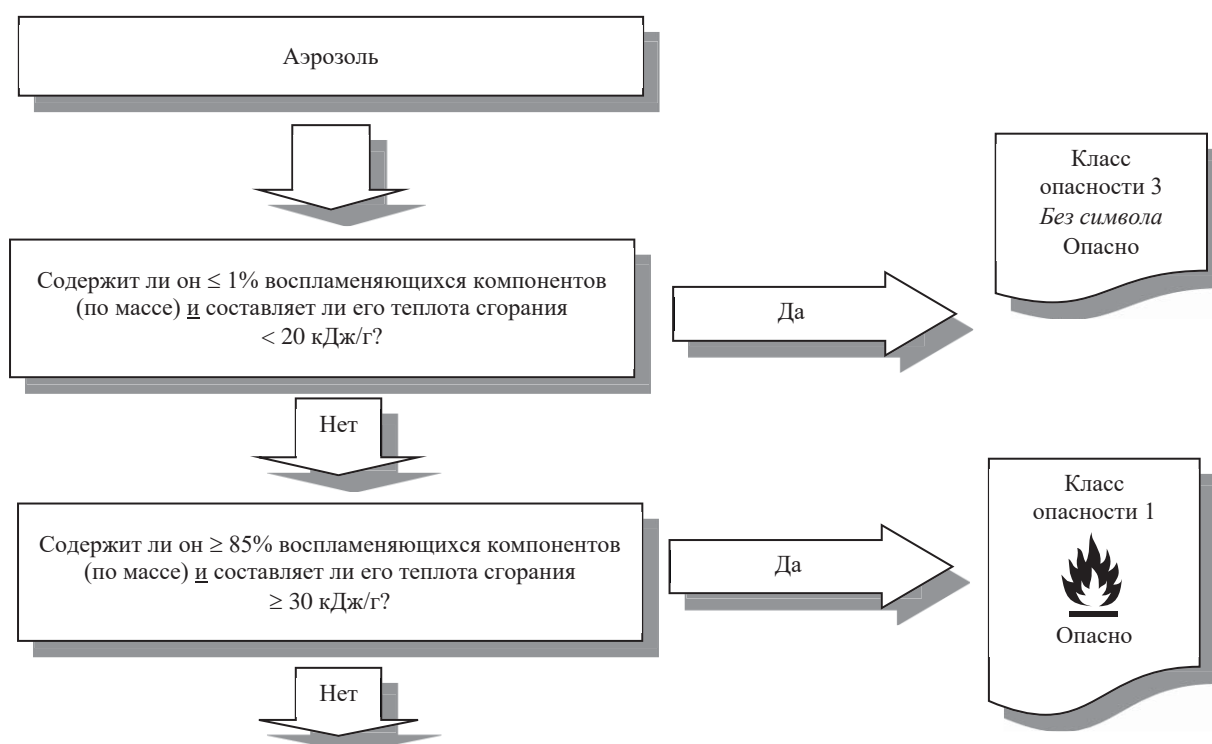 Аэрозоль
Класс
опасности 3
Без символа
Опасно
Содержит ли он ≤ 1% воспламеняющихся компонентов
(по массе) и составляет ли его теплота сгорания
< 20 кДж/г?
Да
Нет
Содержит ли он ≥ 85% воспламеняющихся компонентов
(по массе) и составляет ли его теплота сгорания
≥ 30 кДж/г?
Да
Класс
опасности 1
Опасно
Нет